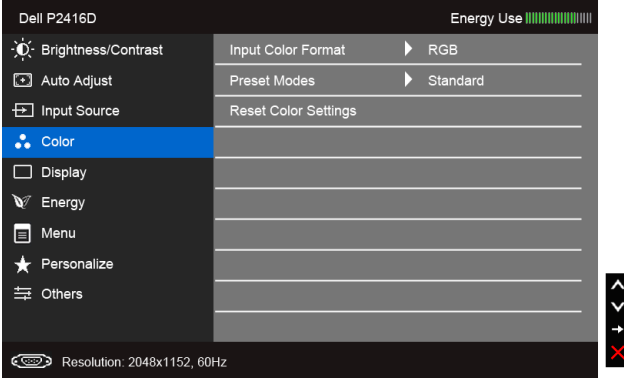 Dell P2416D Energy Use
Brightness/Contrast Input Color Format RGB
Auto Adjust Preset Modes Standard
Input Source Reset Color Settings
Color
Display
Energy
Menu
Personalize
Others
Resolution: 2048x1152, 60Hz